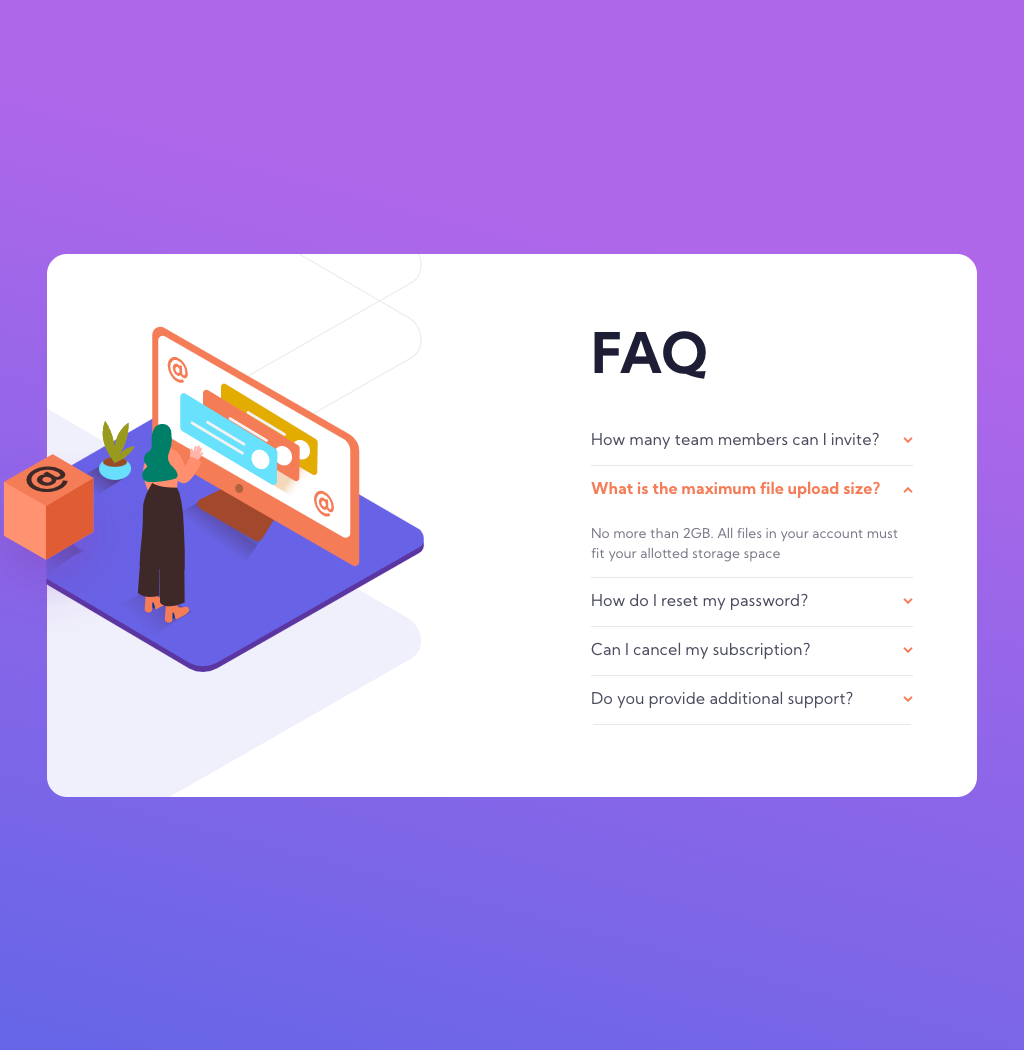 @
@
@
FAQ
How many team members can I invite?
What is the maximum file upload size?
No more than 2GB. All files in your account must
fit your allotted storage space
How do I reset my password?
Can I cancel my subscription?
Do you provide additional support?